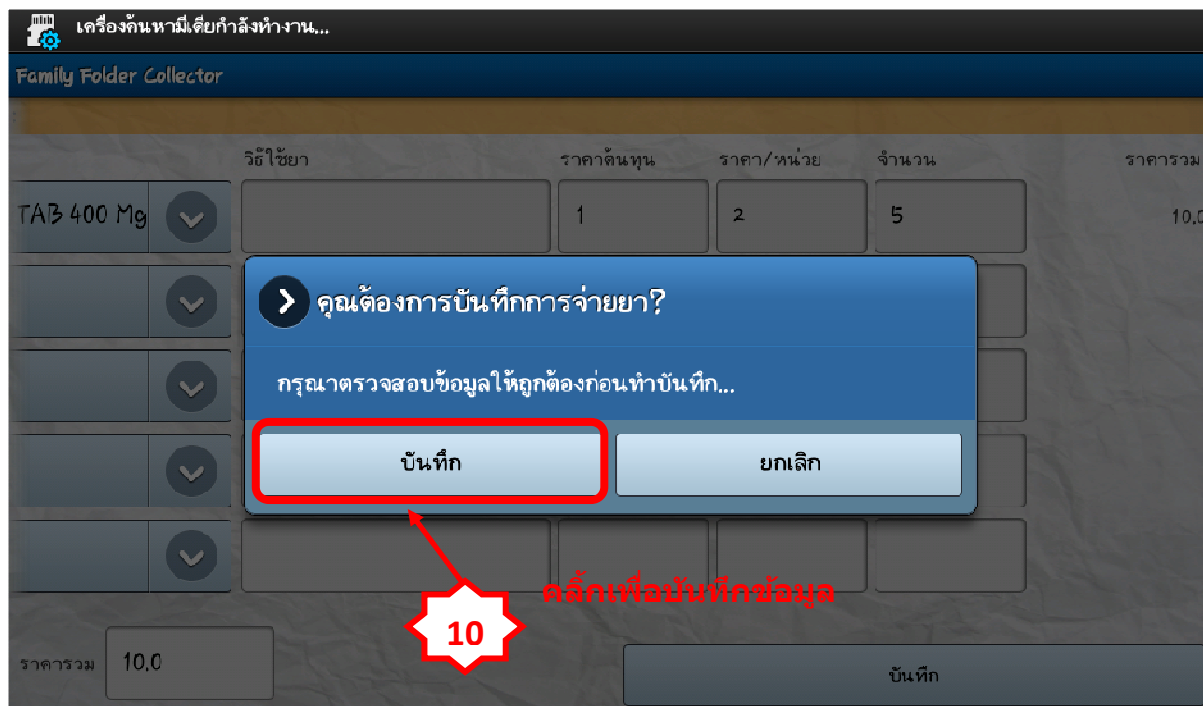 เครื่องค้นหามีเดียกำลังทำงาน...
Family Folder Collector
วิธีใช้ยา ราคาต้นทุน ราคา/หน่วย จำนวน ราคารวม
TAB 400 Mg 1 2 5 10.0
คุณต้องการบันทึกการจ่ายยา?
กรุณาตรวจสอบข้อมูลให้ถูกต้องก่อนทำบันทึก...
บันทึก ยกเลิก
คลิ๊กเพื่อบันทึกข้อมูล
10
ราคารวม 10.0 บันทึก